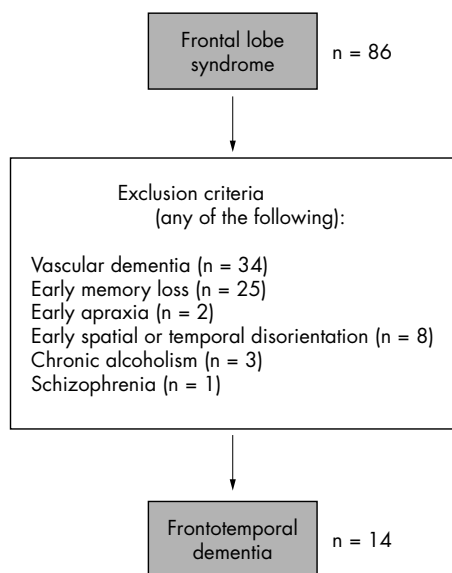 Frontal lobe
syndrome
n = 86
Exclusion criteria
(any of the following):
Vascular dementia (n = 34)
Early memory loss (n = 25)
Early apraxia (n = 2)
Early spatial or temporal disorientation (n = 8)
Chronic alcoholism (n = 3)
Schizophrenia (n = 1)
Frontotemporal
dementia
n = 14